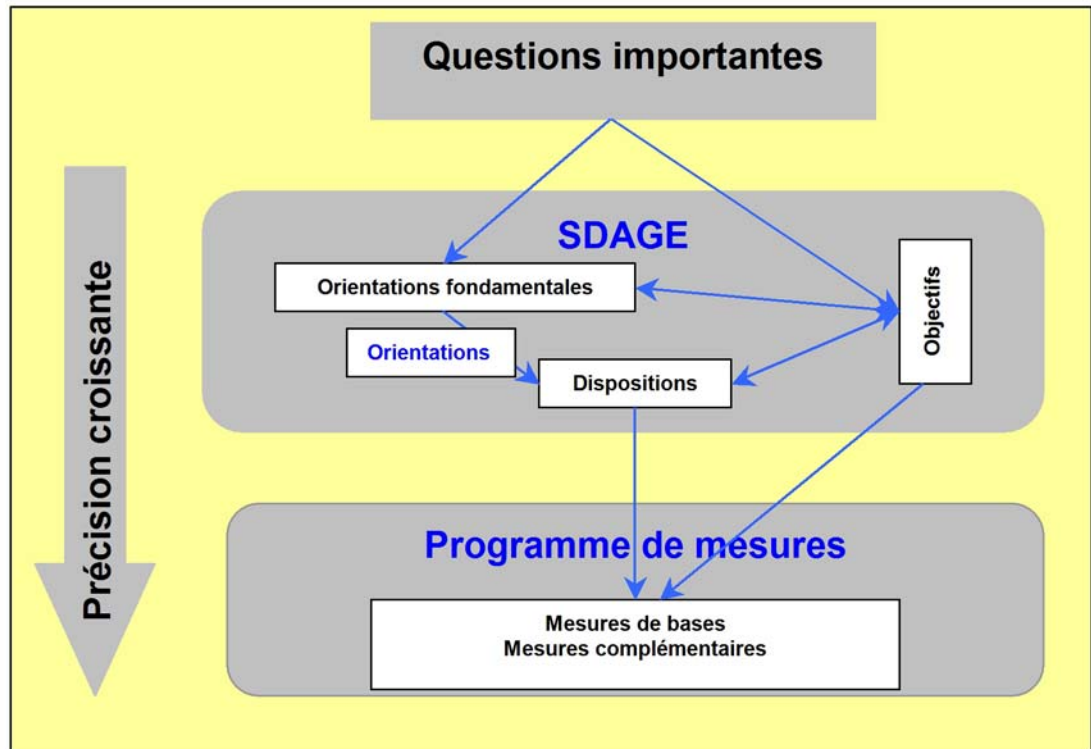 Questions importantes
Précision croissante
SDAGE
Orientations fondamentales
Objectifs
Orientations
Dispositions
Programme de mesures
Mesures de bases
Mesures complémentaires